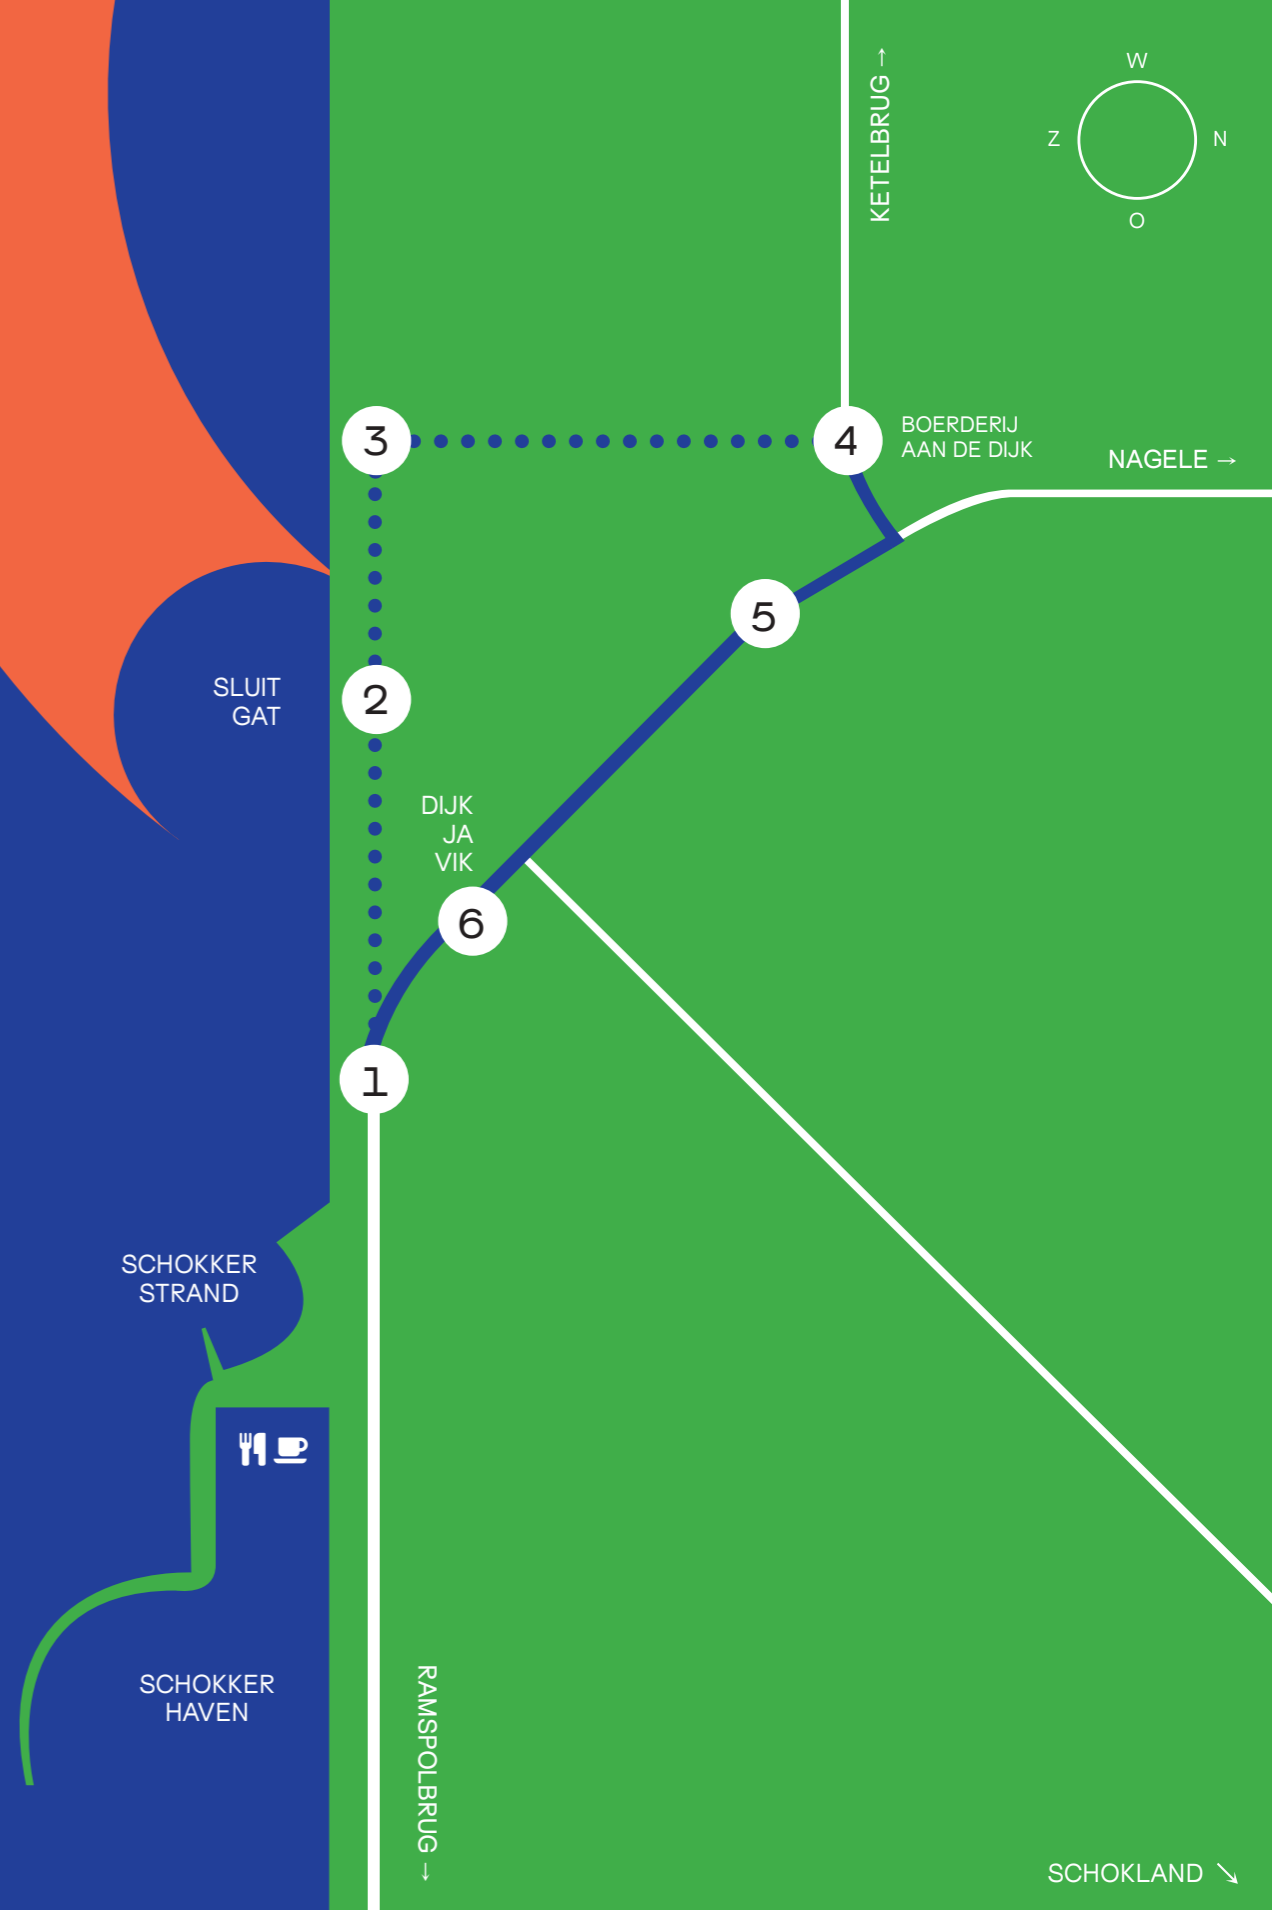 KETELBRUG →
W
Z
N
O
3
4
BOERDERIJ
AAN DE DIJK
NAGELE →
5
SLUIT
GAT
2
DIJK
JA
VIK
6
1
SCHOKKER
STRAND
SCHOKKER
HAVEN
RAMSPOLBRUG →
SCHOKLAND ↘